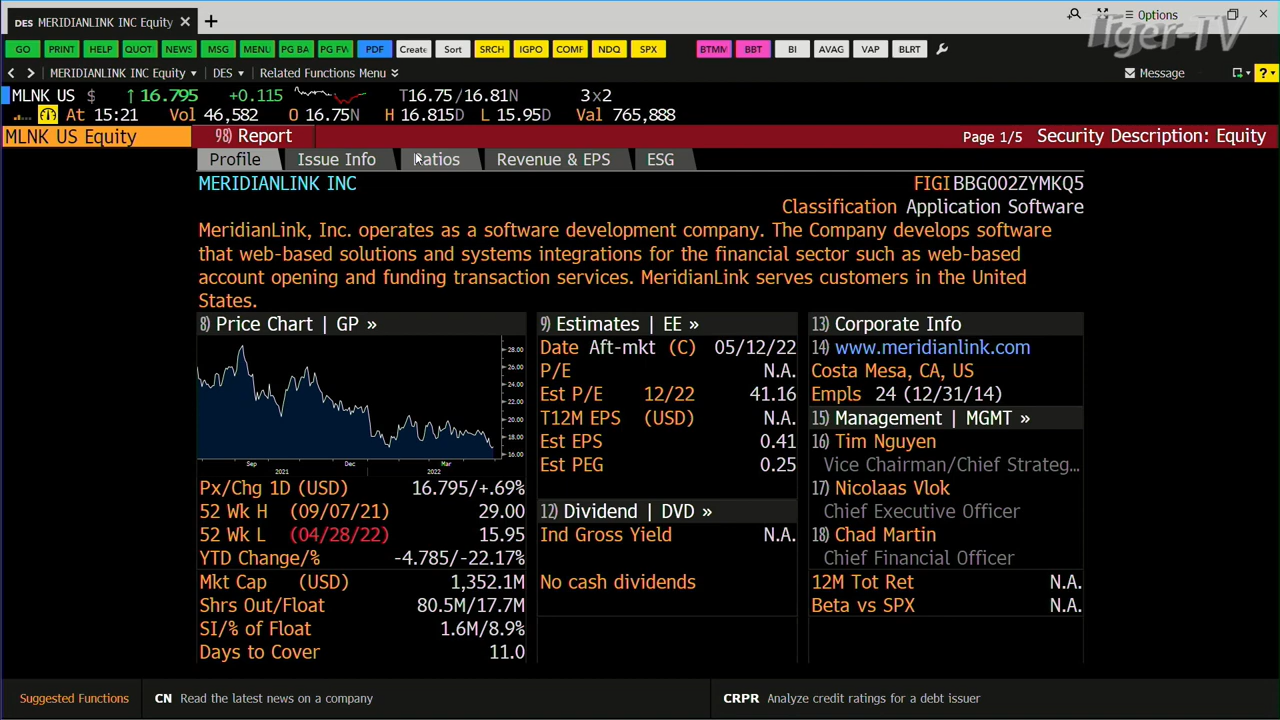 DES MERIDIANLINK INC Equity
Options
GO PRINT HELP QUOT NEWS MSG MENU PG BA PG FW PDF Create Sort SRCH IGPO COMF NDQ SPX BTMN BBT BI AVAG VAP BLRT
MERIDIANLINK INC Equity DES Related Functions Menu Message
MLNK US $ ↑16.795 +0.115 T16.75/16.81N 3x2
At 15:21 Vol 46,582 O 16.75N H 16.815D L 15.95D Val 765,888
MLNK US Equity 98) Report Page 1/5 Security Description: Equity
Profile Issue Info Ratios Revenue & EPS ESG
MERIDIANLINK INC FIGI BBG002ZYMKQ5
Classification Application Software
MeridianLink, Inc. operates as a software development company. The Company develops software
that web-based solutions and systems integrations for the financial sector such as web-based
account opening and funding transaction services. MeridianLink serves customers in the United
States.
8) Price Chart | GP »
28.00
26.00
24.00
22.00
20.00
18.00
16.00
Sep Dec Mar
2021 2022
Px/Chg 1D (USD) 16.795/+.69%
52 Wk H (09/07/21) 29.00
52 Wk L (04/28/22) 15.95
YTD Change/% -4.785/-22.17%
Mkt Cap (USD) 1,352.1M
Shrs Out/Float 80.5M/17.7M
SI/% of Float 1.6M/8.9%
Days to Cover 11.0
9) Estimates | EE »
Date Aft-mkt (C) 05/12/22
P/E N.A.
Est P/E 12/22 41.16
T12M EPS (USD) N.A.
Est EPS 0.41
Est PEG 0.25
12) Dividend | DVD »
Ind Gross Yield N.A.
No cash dividends
13) Corporate Info
14) www.meridianlink.com
Costa Mesa, CA, US
Empls 24 (12/31/14)
15) Management | MGMT »
16) Tim Nguyen
Vice Chairman/Chief Strateg...
17) Nicolaas Vlok
Chief Executive Officer
18) Chad Martin
Chief Financial Officer
12M Tot Ret N.A.
Beta vs SPX N.A.
Suggested Functions CN Read the latest news on a company CRPR Analyze credit ratings for a debt issuer
Tiger-TV